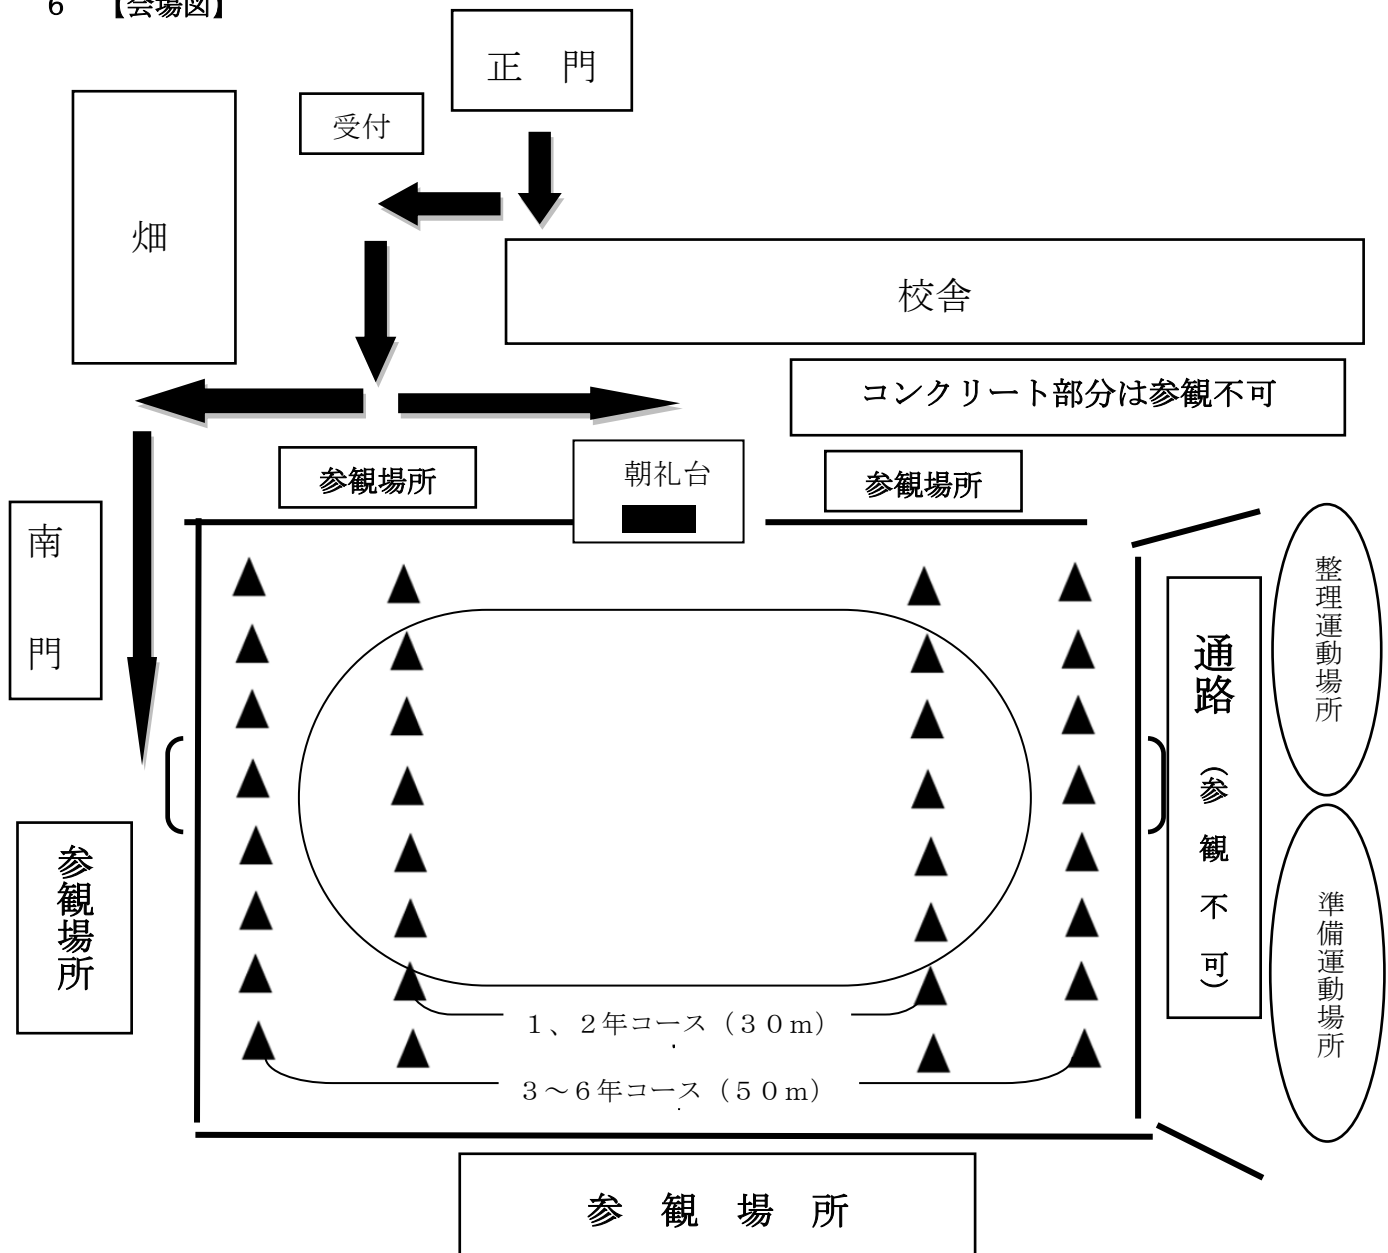 6 【会場図】
正 門
受付
畑
校舎
コンクリート部分は参観不可
参観場所
朝礼台
参観場所
南門
整理運動場所
通路（参観不可）
参観場所
準備運動場所
１、２年コース（３０ｍ）
３～６年コース（５０ｍ）
参 観 場 所